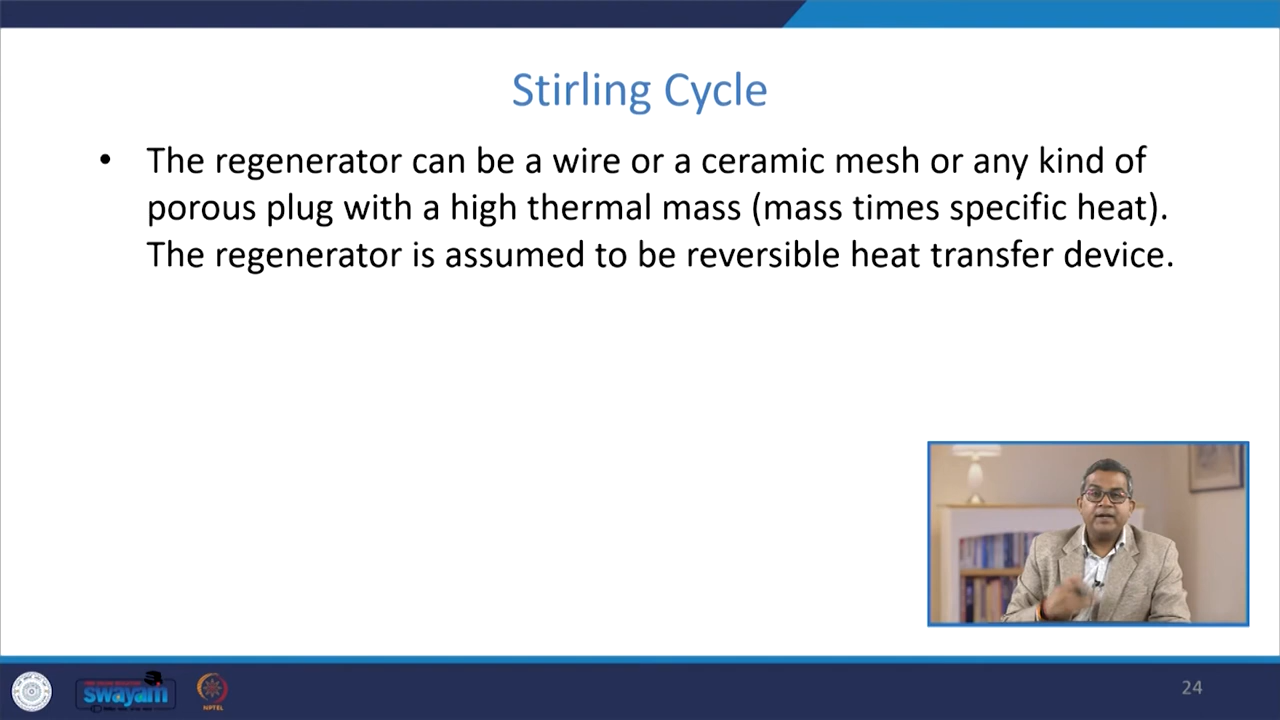 Stirling Cycle
• The regenerator can be a wire or a ceramic mesh or any kind of
porous plug with a high thermal mass (mass times specific heat).
The regenerator is assumed to be reversible heat transfer device.
swayam
NPTEL
24